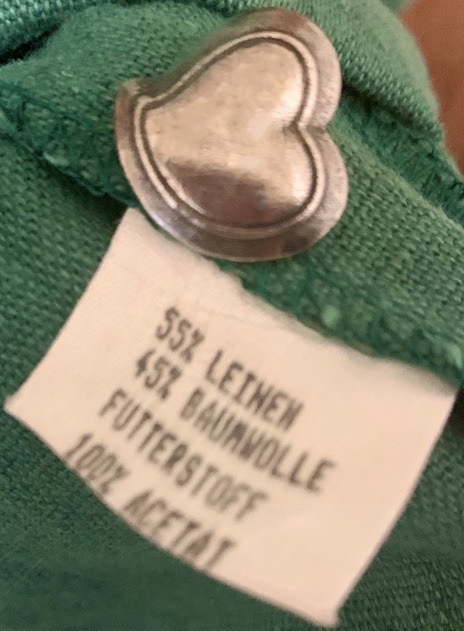 55% LEINEN
45% BAUMWOLLE
FUTTERSTOFF
100% ACETAT